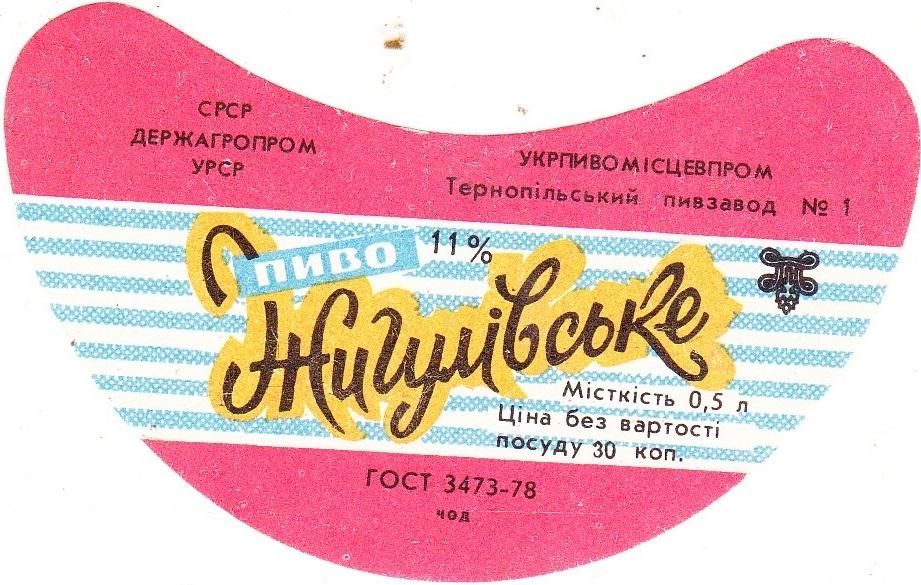 СРСР
ДЕРЖАГРОПРОМ
УРСР
УКРПИВОМІСЦЕВПРОМ
Тернопільський пивзавод № 1
пиво 11%
Жигулівське
Місткість 0,5 л
Ціна без вартості
посуду 30 коп.
ГОСТ 3473-78
чод